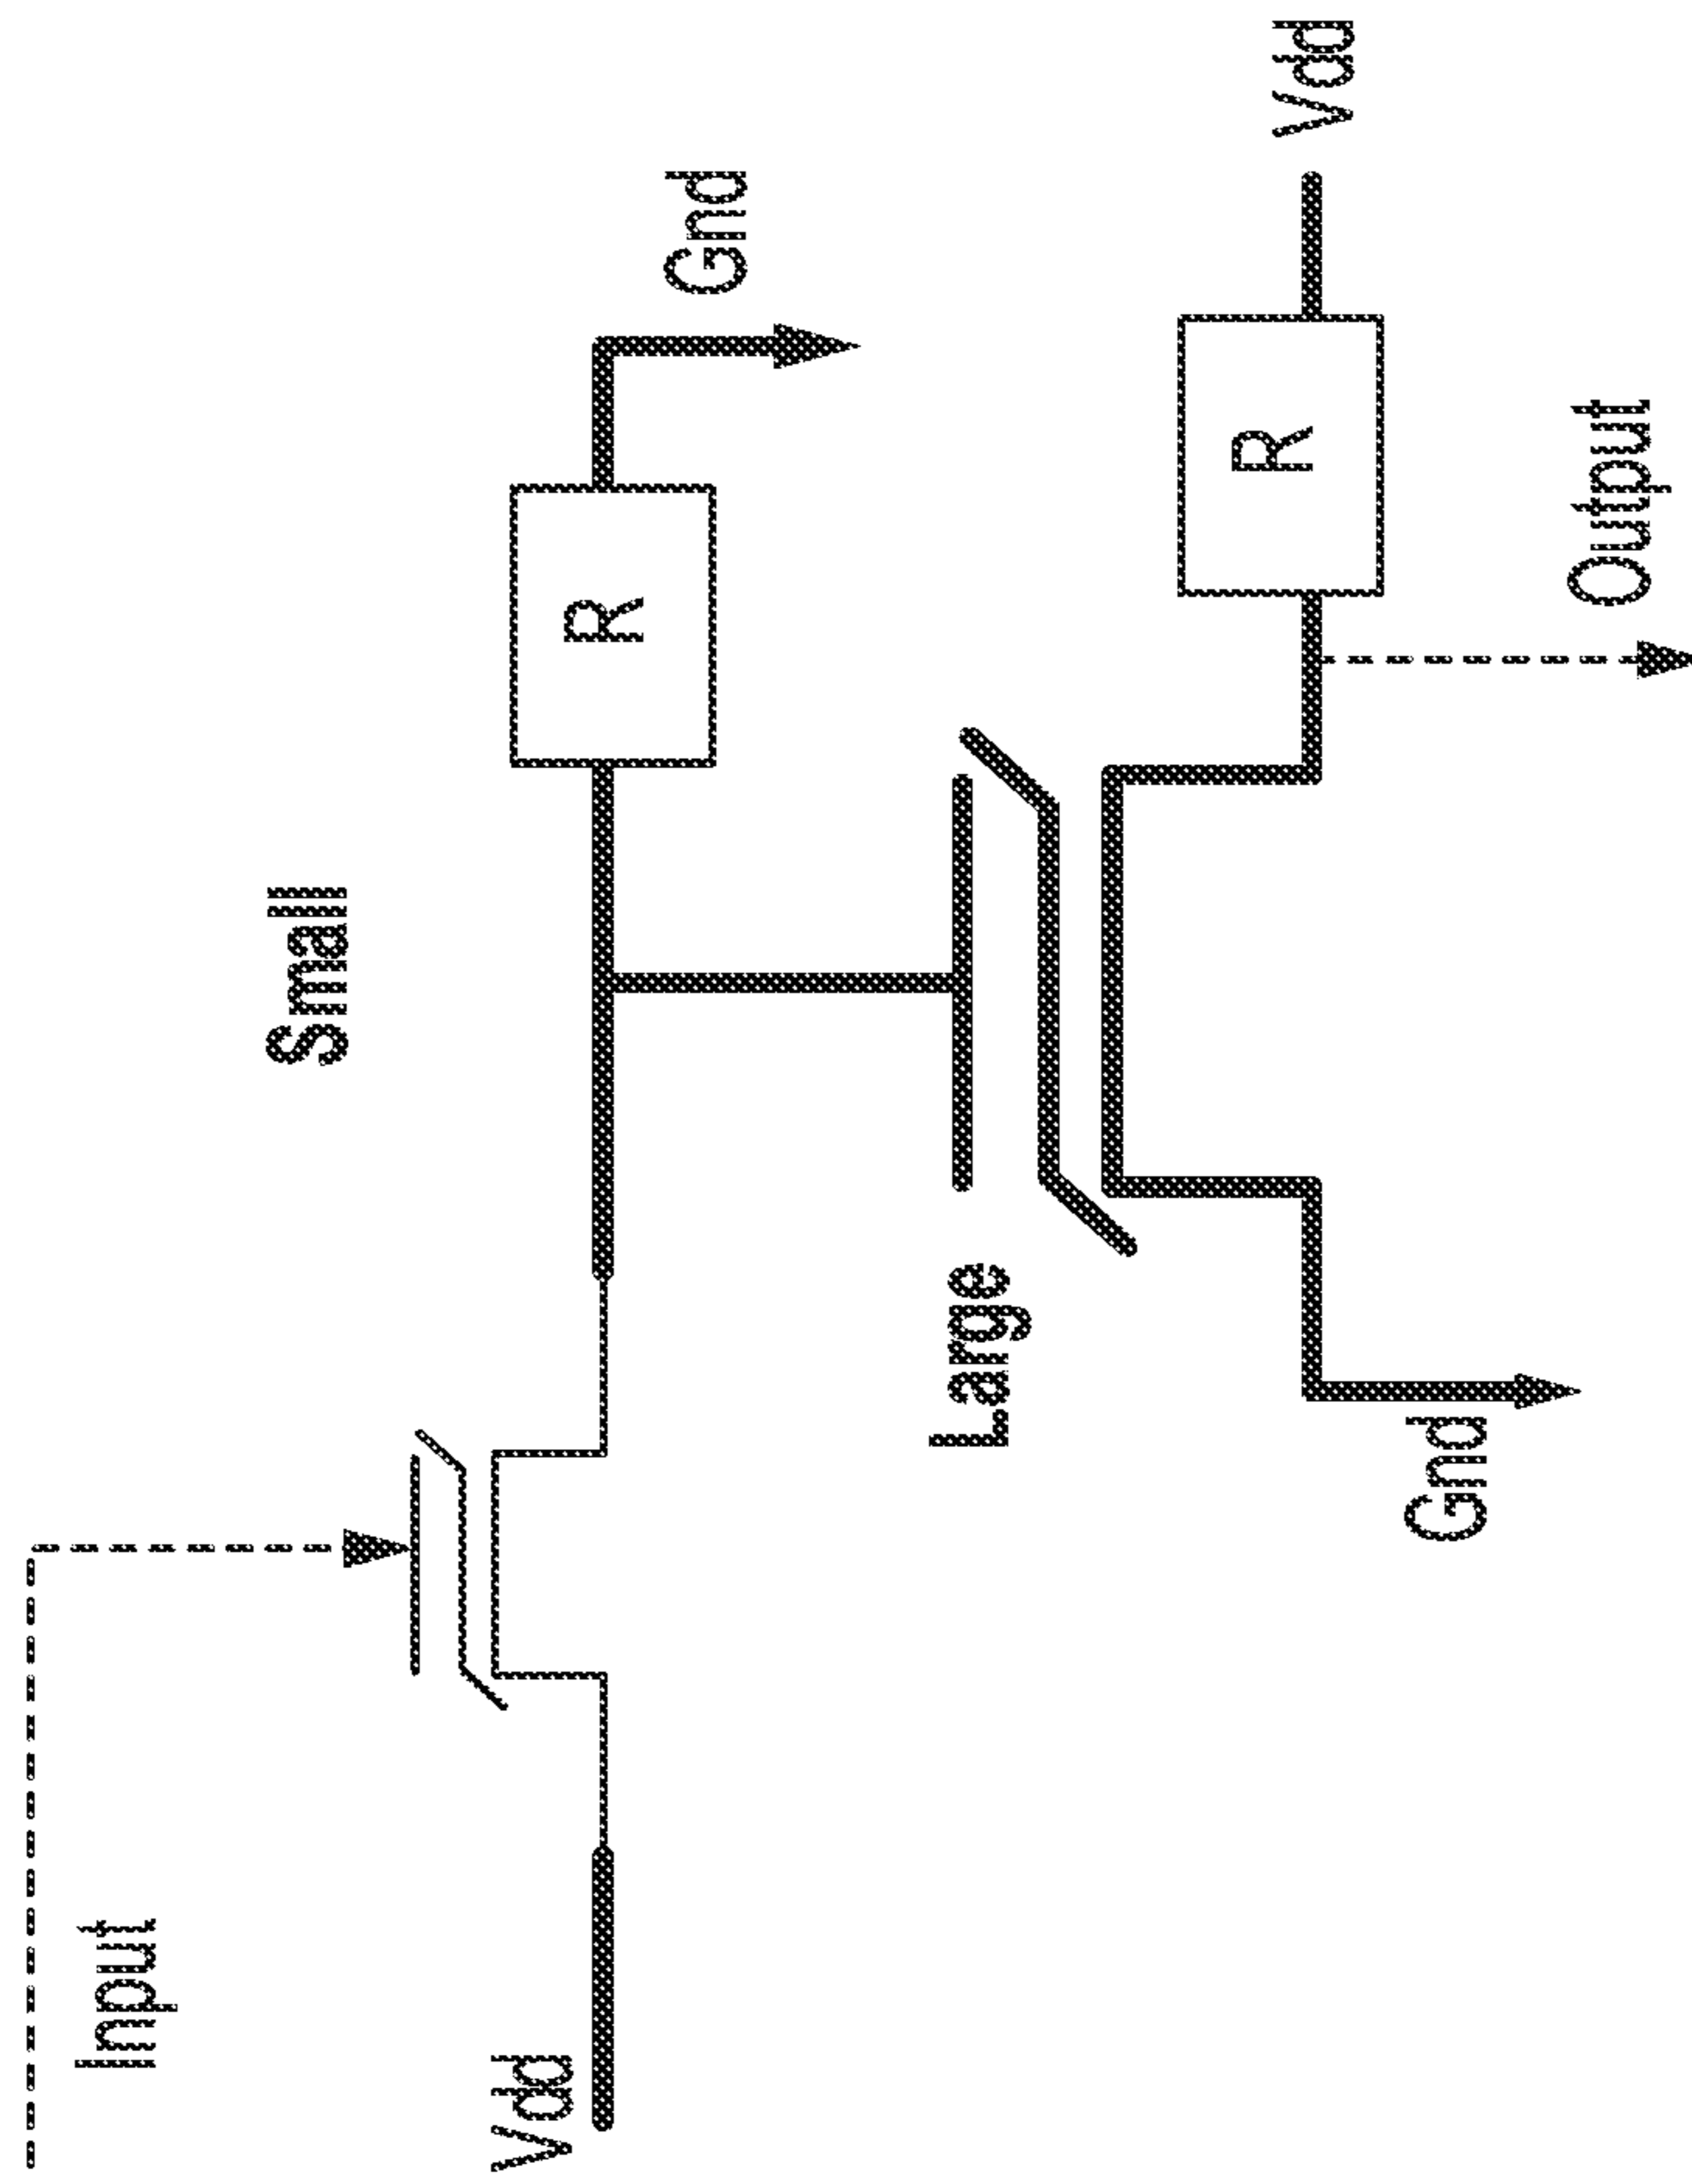 Input
Small
Vdd
R
Gnd
Large
R
Vdd
Gnd
Output